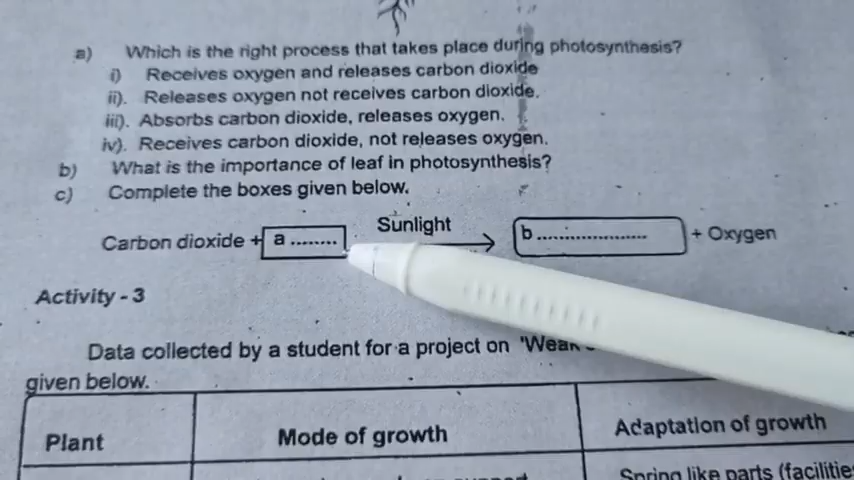 a) Which is the right process that takes place during photosynthesis?
i) Receives oxygen and releases carbon dioxide
ii). Releases oxygen not receives carbon dioxide.
iii). Absorbs carbon dioxide, releases oxygen.
iv). Receives carbon dioxide, not releases oxygen.
b) What is the importance of leaf in photosynthesis?
c) Complete the boxes given below.
Carbon dioxide + a ........ Sunlight b ..................... + Oxygen
Activity - 3
Data collected by a student for a project on 'Weak
given below.
Plant Mode of growth Adaptation of growth
Spring like parts (facilities